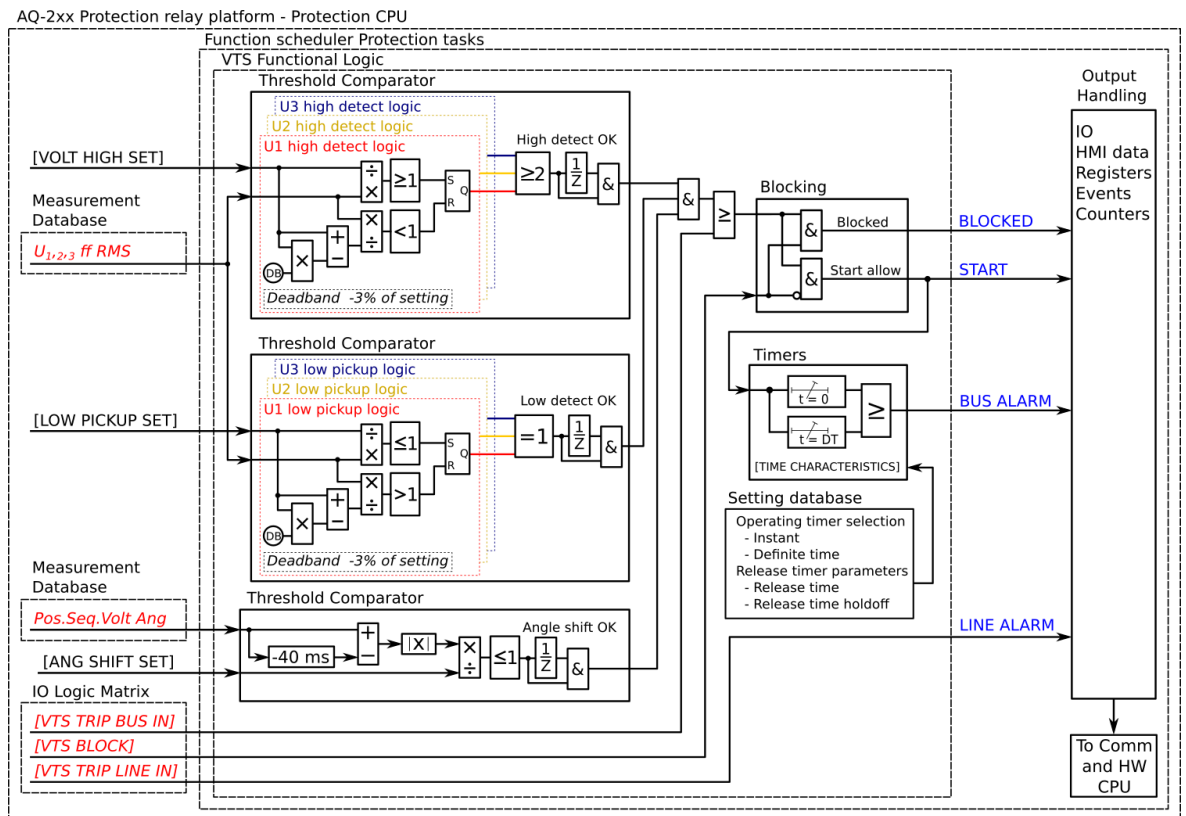 AQ-2xx Protection relay platform - Protection CPU
Function scheduler Protection tasks
VTS Functional Logic
Threshold Comparator
U3 high detect logic
U2 high detect logic
U1 high detect logic
High detect OK
[VOLT HIGH SET]
÷
×
≥1
S
Q
R
≥2
1
Z
&
Measurement
Database
U1,2,3 ff RMS
×
÷
<1
+
−
×
DB
Deadband -3% of setting
&
≥
Blocking
&
Blocked
BLOCKED
&
Start allow
START
Output
Handling
IO
HMI data
Registers
Events
Counters
Threshold Comparator
U3 low pickup logic
U2 low pickup logic
U1 low pickup logic
Low detect OK
[LOW PICKUP SET]
÷
×
≤1
S
Q
R
=1
1
Z
&
×
÷
>1
+
−
×
DB
Deadband -3% of setting
Timers
t = 0
t = DT
≥
BUS ALARM
[TIME CHARACTERISTICS]
Setting database
Operating timer selection
- Instant
- Definite time
Release timer parameters
- Release time
- Release time holdoff
Measurement
Database
Pos.Seq.Volt Ang
Threshold Comparator
Angle shift OK
-40 ms
+
−
|X|
×
÷
≤1
1
Z
&
[ANG SHIFT SET]
LINE ALARM
IO Logic Matrix
[VTS TRIP BUS IN]
[VTS BLOCK]
[VTS TRIP LINE IN]
To Comm
and HW
CPU